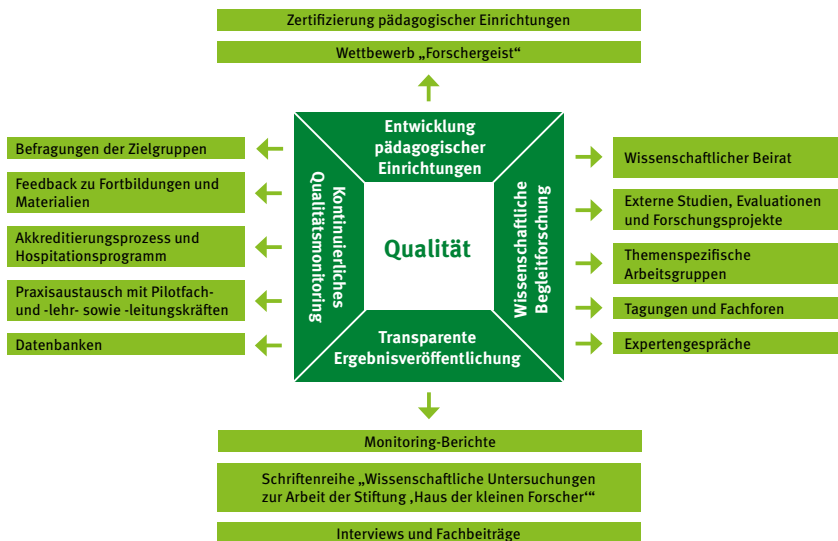 Zertifizierung pädagogischer Einrichtungen
Wettbewerb „Forschergeist“
Entwicklung
pädagogischer
Einrichtungen
Befragungen der Zielgruppen
Feedback zu Fortbildungen und
Materialien
Akkreditierungsprozess und
Hospitationsprogramm
Praxisaustausch mit Pilotfach-
und -lehr- sowie -leitungskräften
Datenbanken
Kontinuierliches
Qualitätsmonitoring
Qualität
Wissenschaftliche
Begleitforschung
Wissenschaftlicher Beirat
Externe Studien, Evaluationen
und Forschungsprojekte
Themenspezifische
Arbeitsgruppen
Tagungen und Fachforen
Expertengespräche
Transparente
Ergebnisveröffentlichung
Monitoring-Berichte
Schriftenreihe „Wissenschaftliche Untersuchungen
zur Arbeit der Stiftung ‚Haus der kleinen Forscher‘“
Interviews und Fachbeiträge